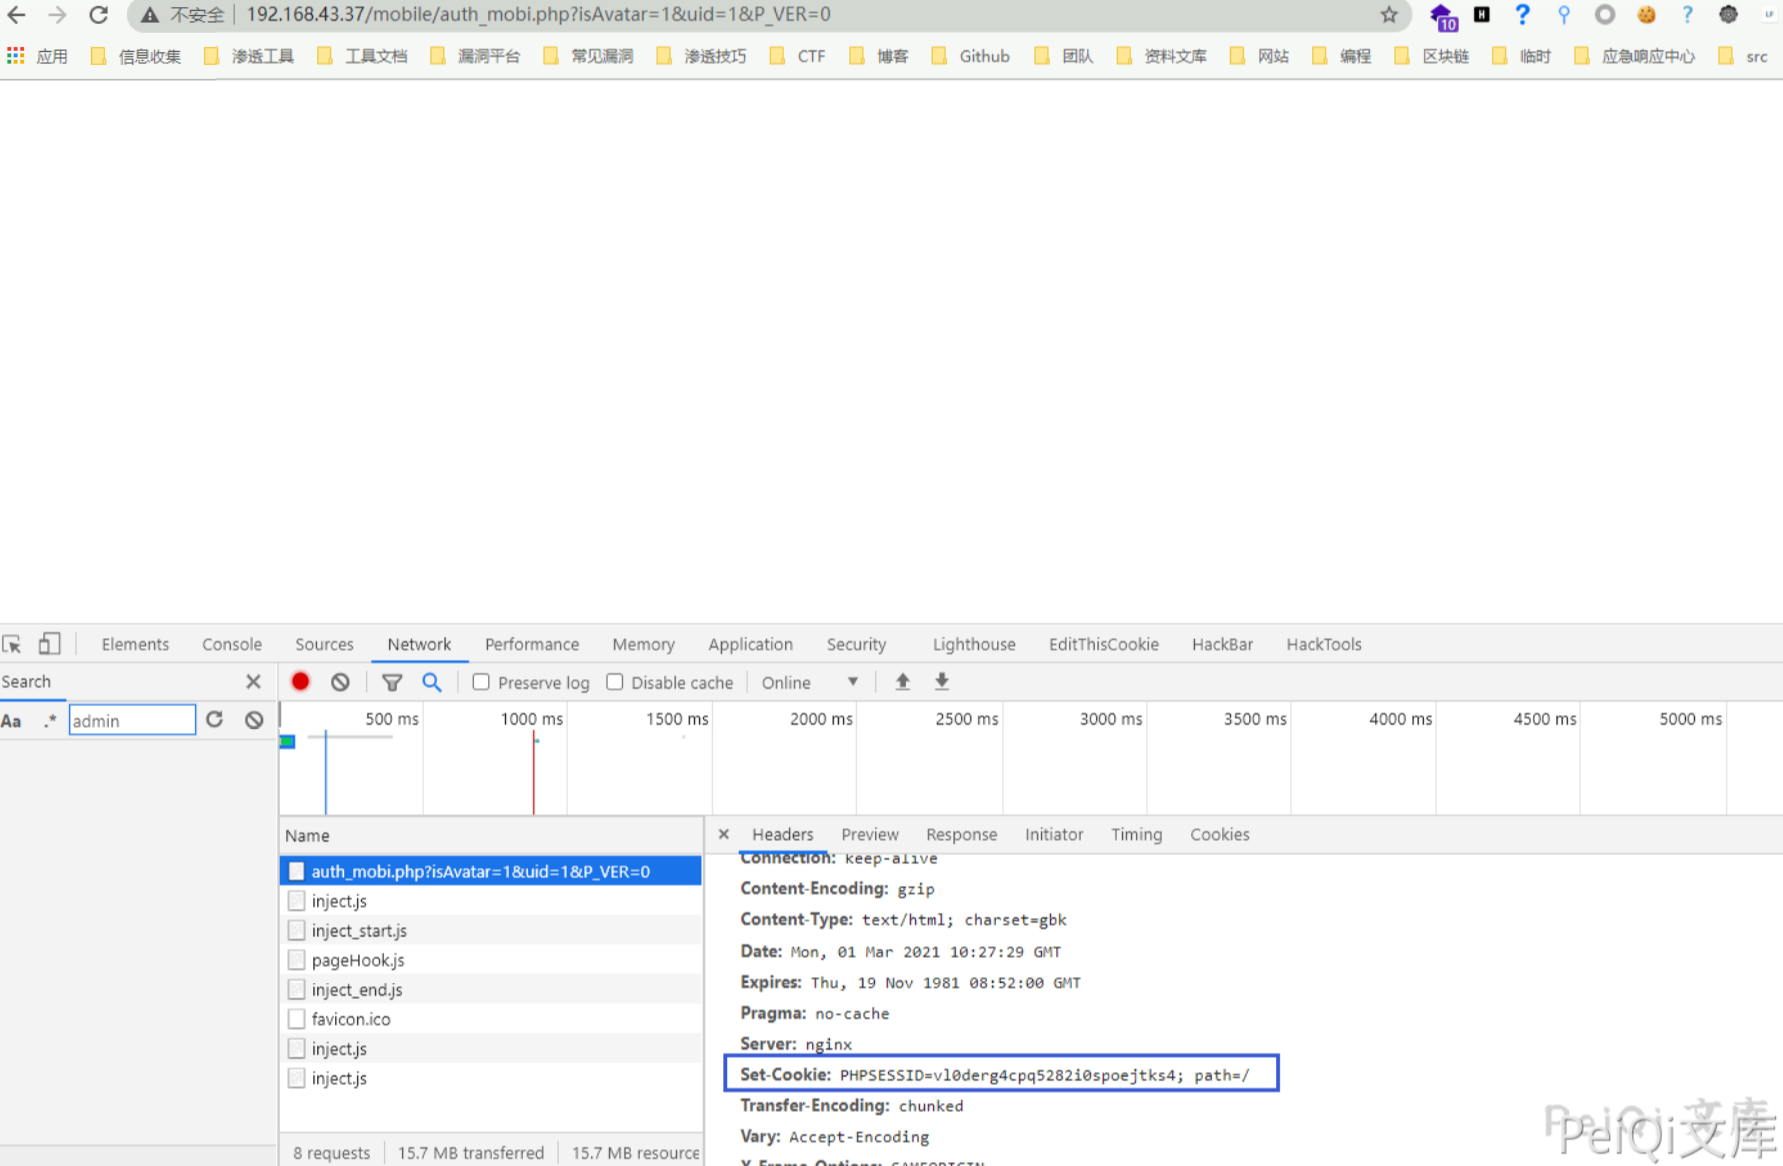 不安全 192.168.43.37/mobile/auth_mobi.php?isAvatar=1&uid=1&P_VER=0 10
应用 信息收集 渗透工具 工具文档 漏洞平台 常见漏洞 渗透技巧 CTF 博客 Github 团队 资料文库 网站 编程 区块链 临时 应急响应中心 src
Elements Console Sources Network Performance Memory Application Security Lighthouse EditThisCookie HackBar HackTools
Search Preserve log Disable cache Online
Aa .* admin
500 ms 1000 ms 1500 ms 2000 ms 2500 ms 3000 ms 3500 ms 4000 ms 4500 ms 5000 ms
Name
auth_mobi.php?isAvatar=1&uid=1&P_VER=0
inject.js
inject_start.js
pageHook.js
inject_end.js
favicon.ico
inject.js
inject.js
8 requests 15.7 MB transferred 15.7 MB resource
Headers Preview Response Initiator Timing Cookies
Connection: keep-alive
Content-Encoding: gzip
Content-Type: text/html; charset=gbk
Date: Mon, 01 Mar 2021 10:27:29 GMT
Expires: Thu, 19 Nov 1981 08:52:00 GMT
Pragma: no-cache
Server: nginx
Set-Cookie: PHPSESSID=vl0derg4cpq5282i0spoejtks4; path=/
Transfer-Encoding: chunked
Vary: Accept-Encoding
X-Frame-Options: SAMEORIGIN
PeiQi文库
PeiQi文库